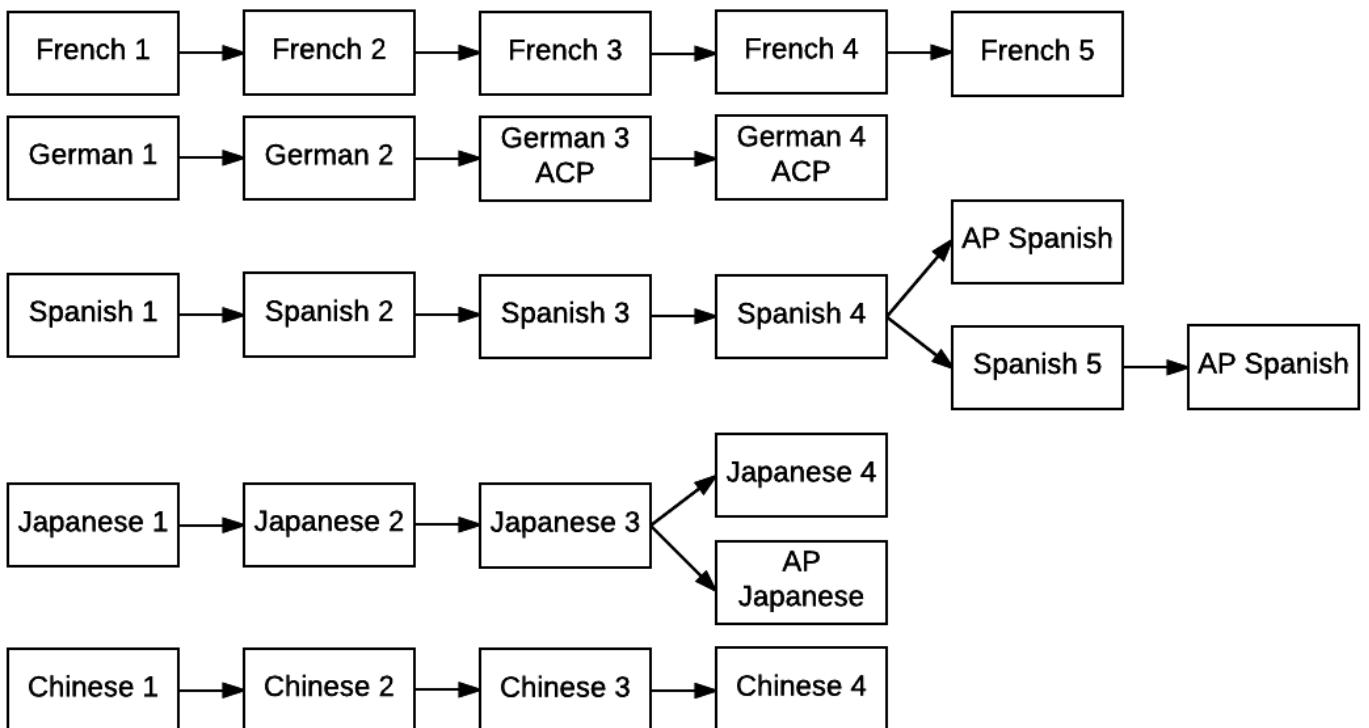 French 1
French 2
French 3
French 4
French 5
German 1
German 2
German 3
ACP
German 4
ACP
Spanish 1
Spanish 2
Spanish 3
Spanish 4
AP Spanish
Spanish 5
AP Spanish
Japanese 1
Japanese 2
Japanese 3
Japanese 4
AP
Japanese
Chinese 1
Chinese 2
Chinese 3
Chinese 4